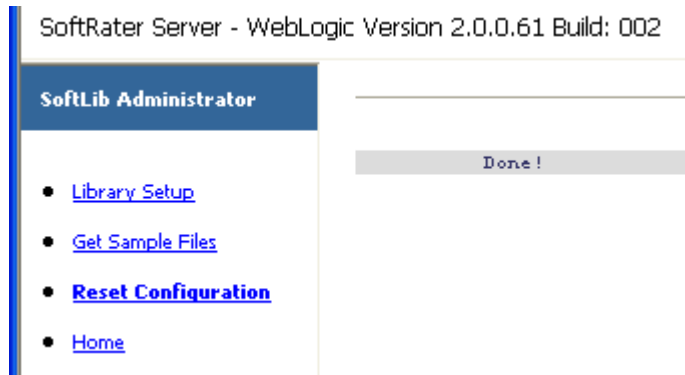 SoftRater Server - WebLogic Version 2.0.0.61 Build: 002
SoftLib Administrator
Done!
Library Setup
Get Sample Files
Reset Configuration
Home